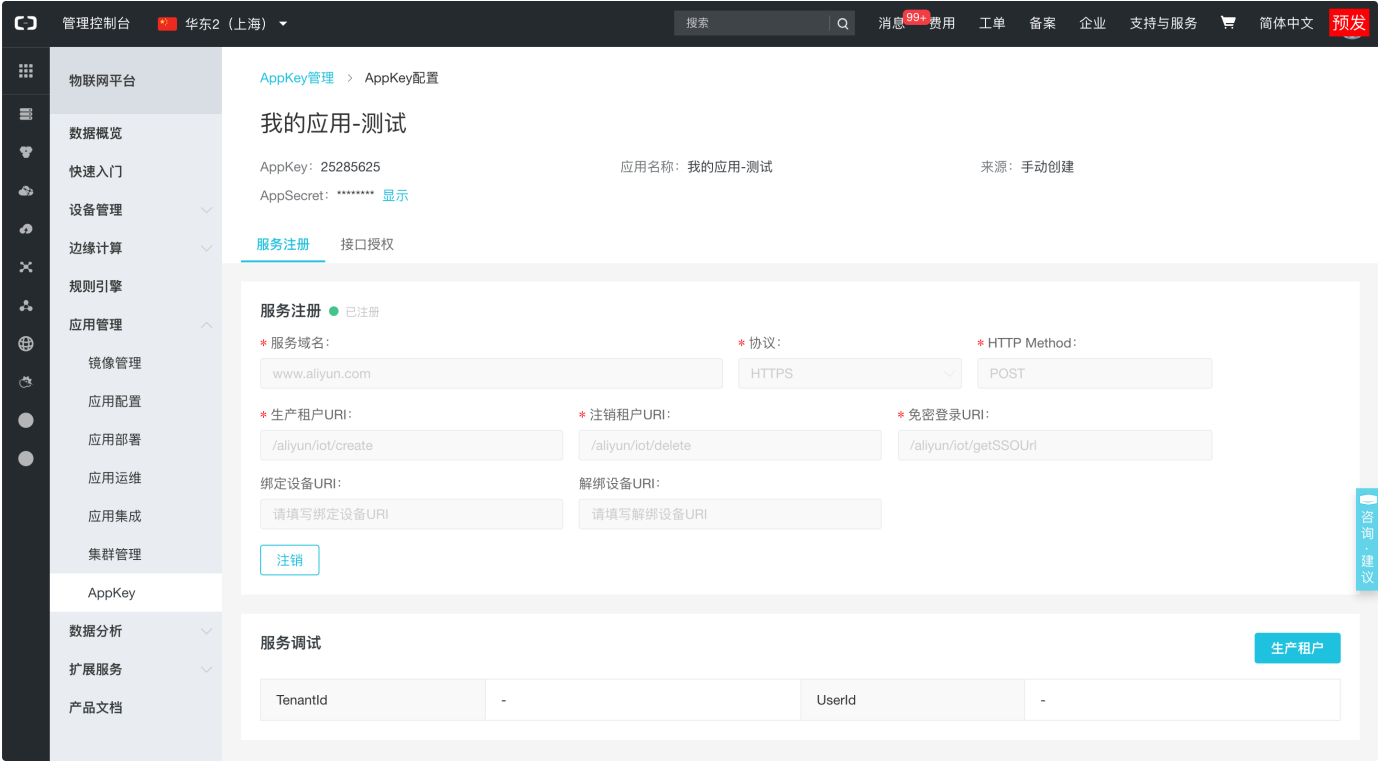 管理控制台 华东2（上海） 搜索 消息 99+ 费用 工单 备案 企业 支持与服务 简体中文 预发
物联网平台
数据概览
快速入门
设备管理
边缘计算
规则引擎
应用管理
镜像管理
应用配置
应用部署
应用运维
应用集成
集群管理
AppKey
数据分析
扩展服务
产品文档
AppKey管理 > AppKey配置
我的应用-测试
AppKey: 25285625 应用名称: 我的应用-测试 来源: 手动创建
AppSecret: ******** 显示
服务注册 接口授权
服务注册 已注册
* 服务域名: * 协议: * HTTP Method:
www.aliyun.com HTTPS POST
* 生产租户URI: * 注销租户URI: * 免密登录URI:
/aliyun/iot/create /aliyun/iot/delete /aliyun/iot/getSSOUrl
绑定设备URI: 解绑设备URI:
请填写绑定设备URI 请填写解绑设备URI
注销
服务调试 生产租户
TenantId - UserId -
咨询·建议